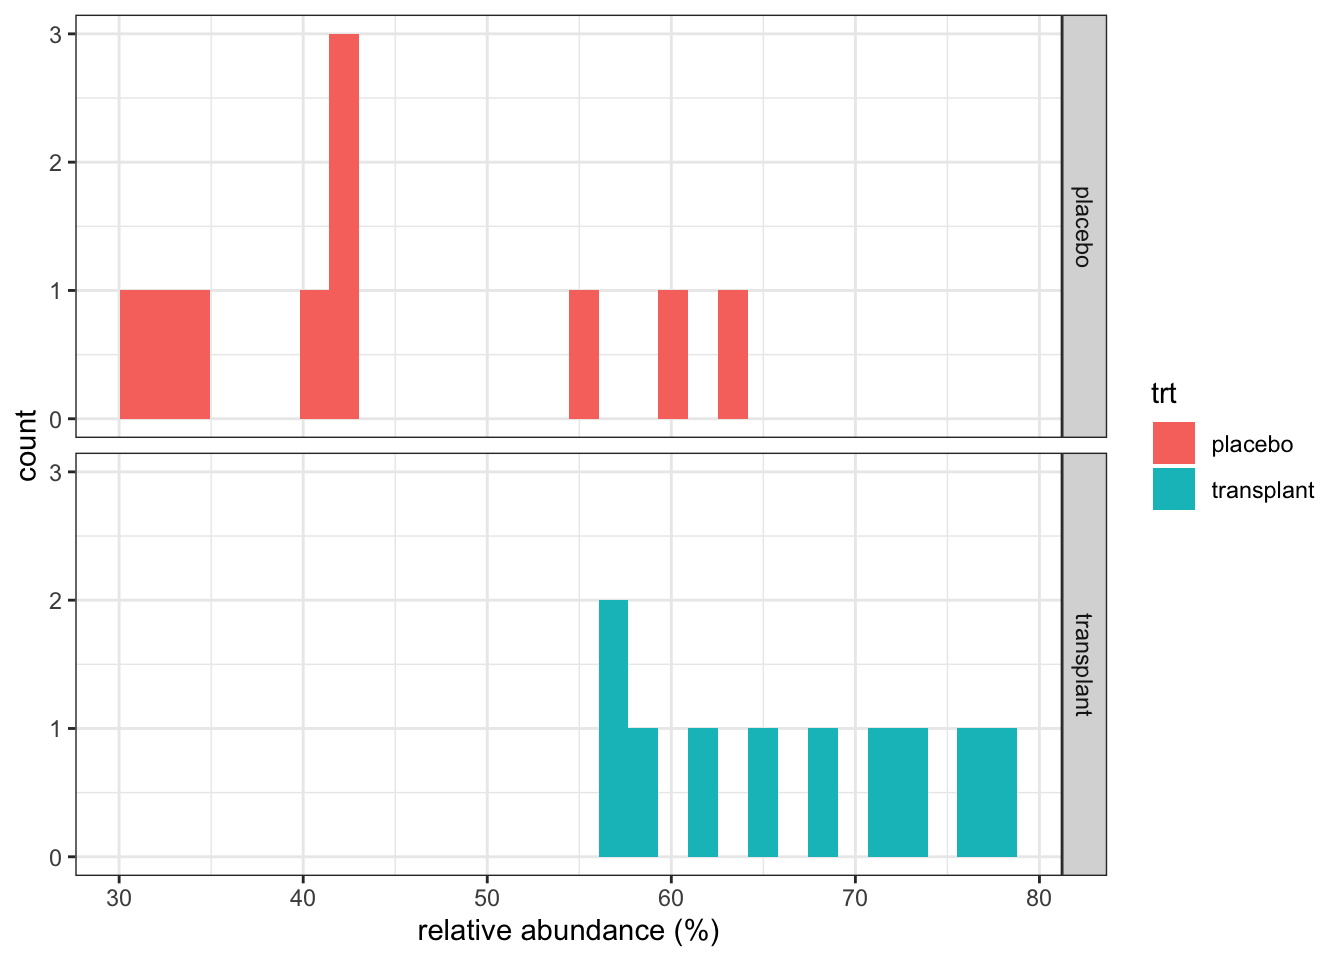 3
2
1
0
placebo
3
2
1
0
transplant
count
30 40 50 60 70 80
relative abundance (%)
trt
placebo
transplant